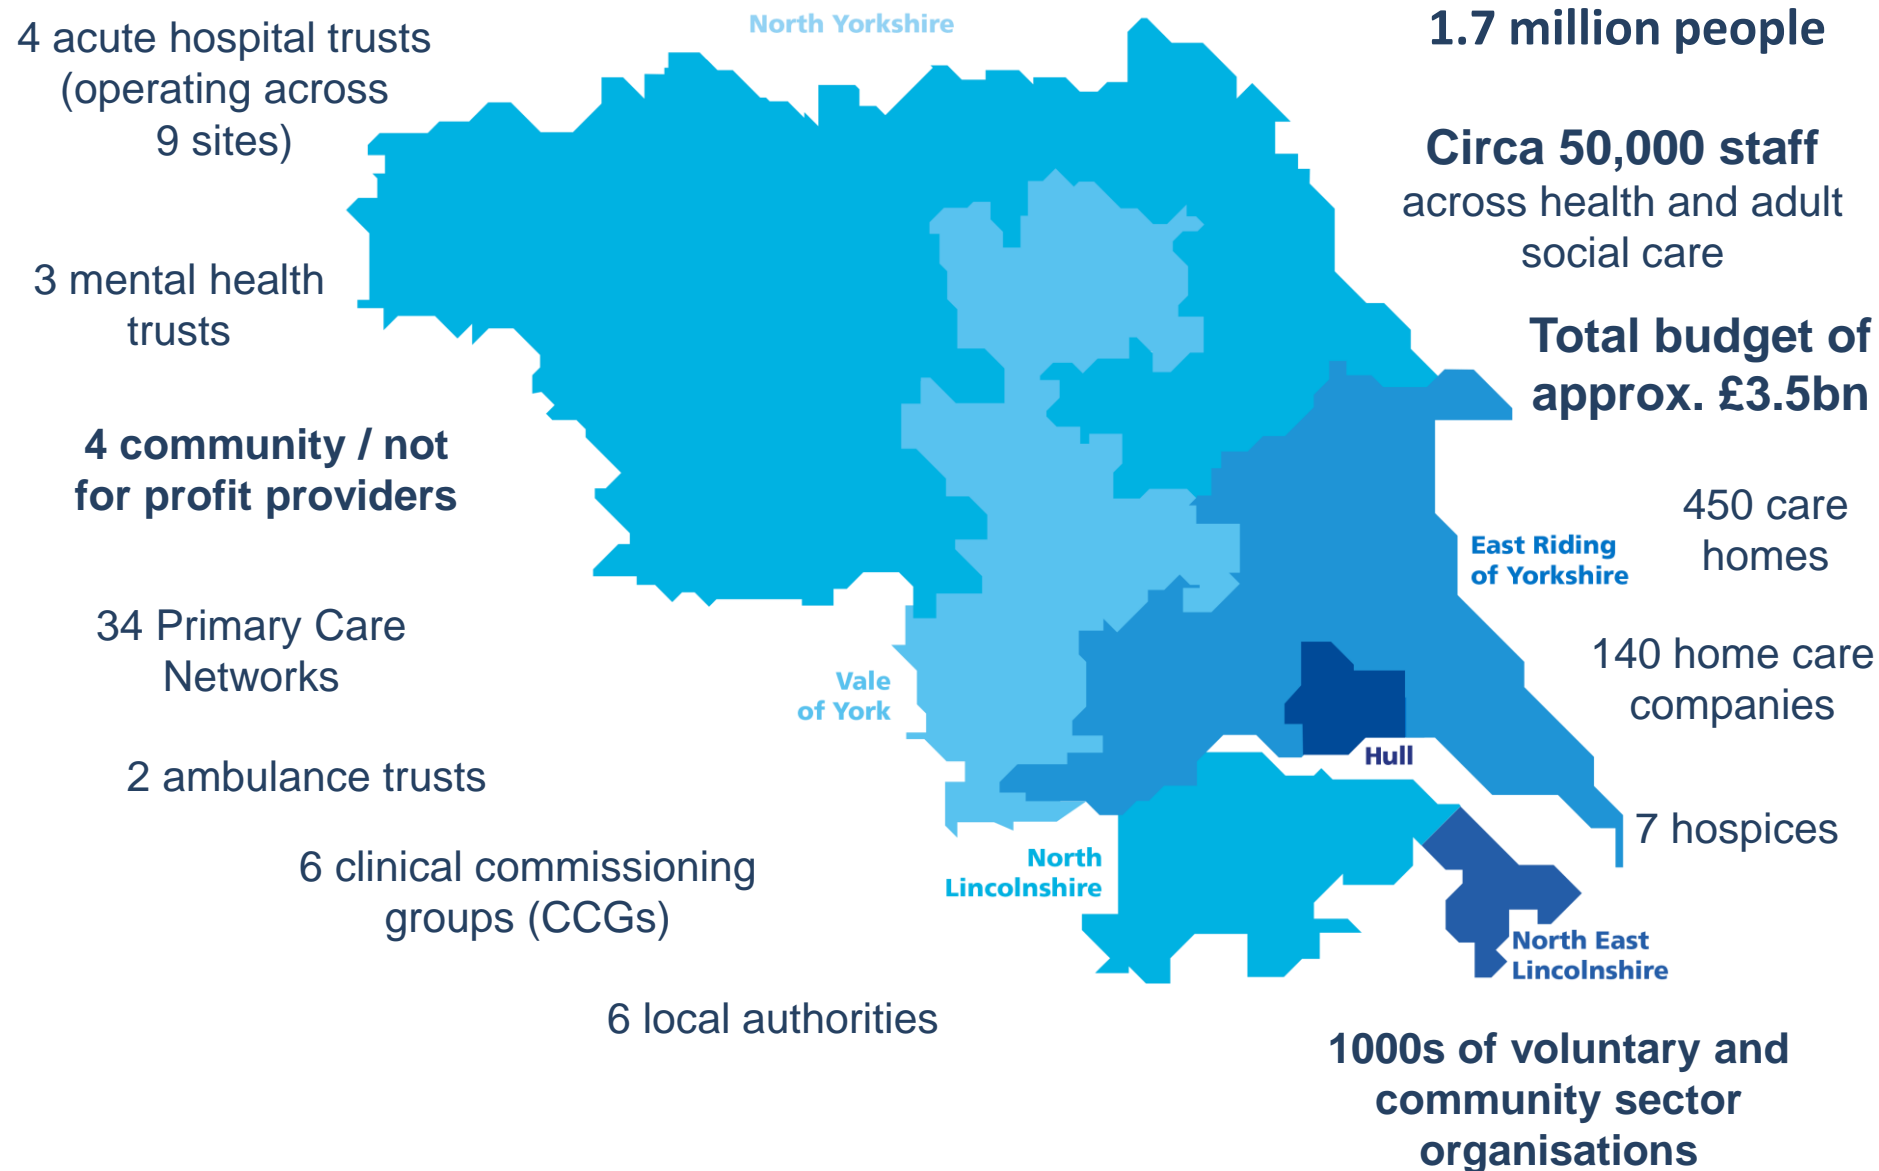 4 acute hospital trusts
(operating across
9 sites)
3 mental health
trusts
4 community / not
for profit providers
34 Primary Care
Networks
2 ambulance trusts
6 clinical commissioning
groups (CCGs)
6 local authorities
North Yorkshire
Vale
of York
North
Lincolnshire
East Riding
of Yorkshire
Hull
North East
Lincolnshire
1.7 million people
Circa 50,000 staff
across health and adult
social care
Total budget of
approx. £3.5bn
450 care
homes
140 home care
companies
7 hospices
1000s of voluntary and
community sector
organisations